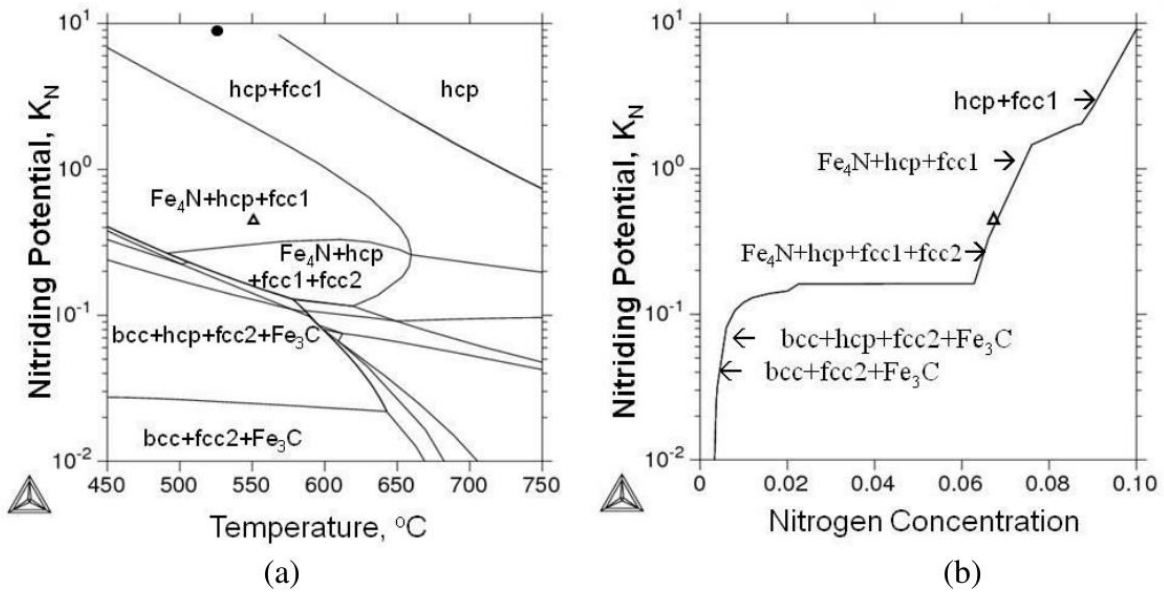 10¹
10⁰
10⁻¹
10⁻²
Nitriding Potential, K_N
hcp+fcc1
hcp
Fe₄N+hcp+fcc1
Fe₄N+hcp
+fcc1+fcc2
bcc+hcp+fcc2+Fe₃C
bcc+fcc2+Fe₃C
450 500 550 600 650 700 750
Temperature, °C
(a)
10¹
10⁰
10⁻¹
10⁻²
Nitriding Potential, K_N
hcp+fcc1
Fe₄N+hcp+fcc1
Fe₄N+hcp+fcc1+fcc2
bcc+hcp+fcc2+Fe₃C
bcc+fcc2+Fe₃C
0 0.02 0.04 0.06 0.08 0.10
Nitrogen Concentration
(b)